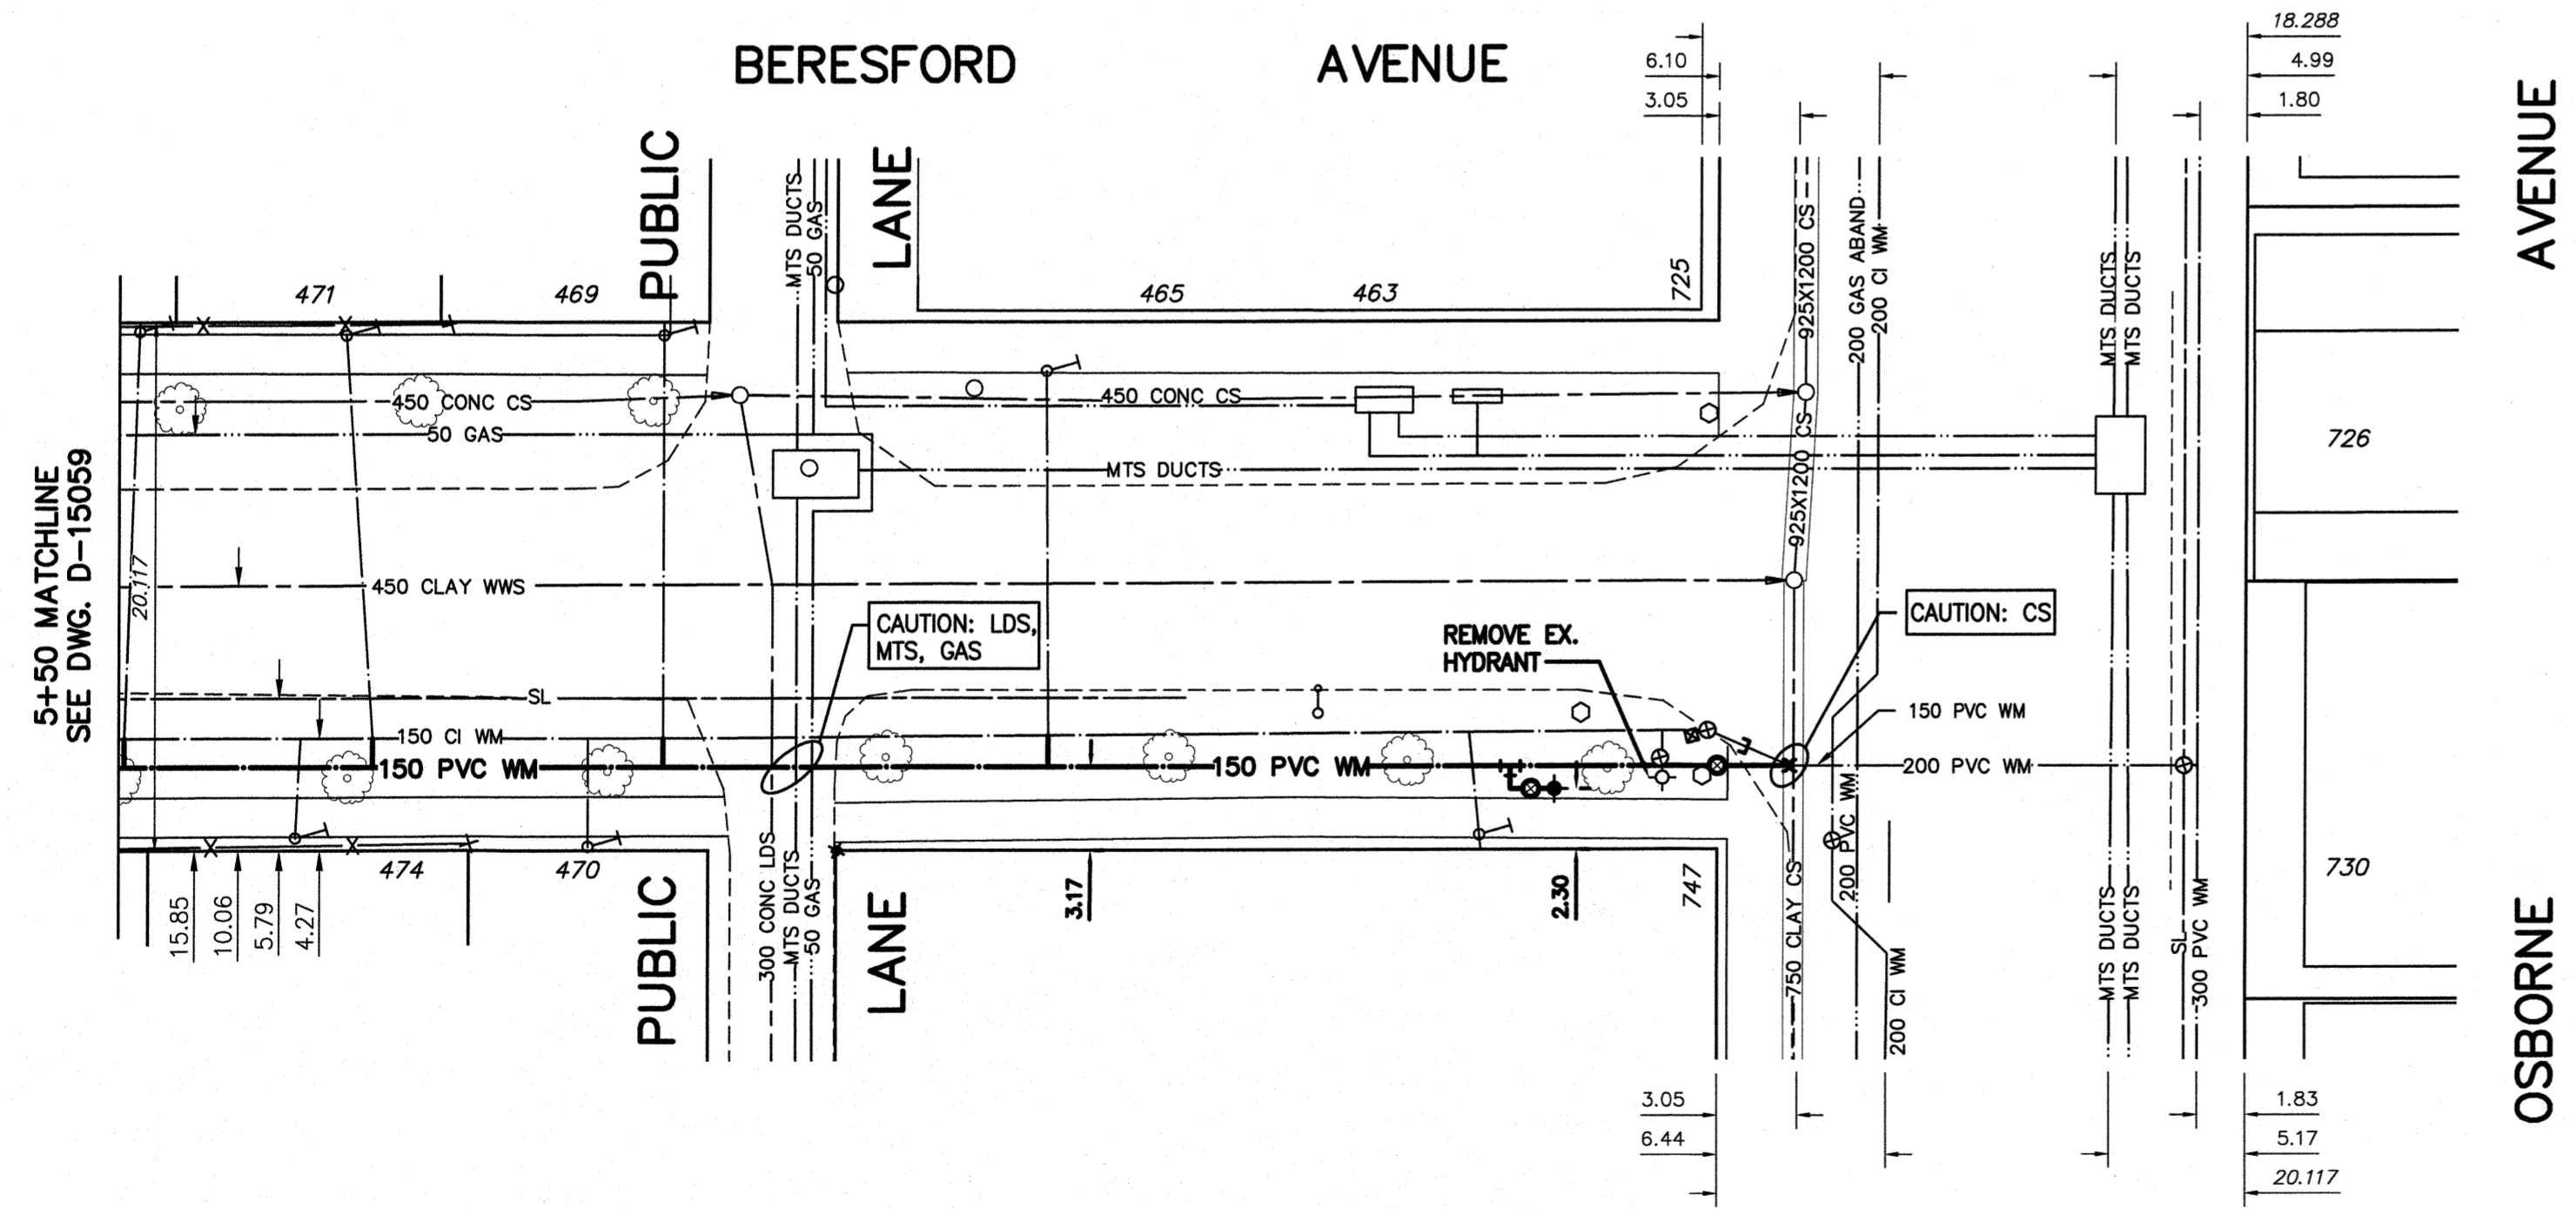 BERESFORD AVENUE
18.288
6.10
4.99
3.05
1.80
AVENUE
PUBLIC
LANE
MTS DUCTS
50 GAS
925X1200 CS
200 GAS ABAND
200 CI WM
MTS DUCTS
MTS DUCTS
471
469
465
463
725
450 CONC CS
450 CONC CS
50 GAS
MTS DUCTS
925X1200 CS
726
5+50 MATCHLINE
SEE DWG. D-15059
20.117
450 CLAY WWS
CAUTION: LDS,
MTS, GAS
REMOVE EX.
HYDRANT
CAUTION: CS
SL
150 CI WM
150 PVC WM
150 PVC WM
150 PVC WM
200 PVC WM
200 PVC WM
474
470
15.85
10.06
5.79
4.27
PUBLIC
LANE
300 CONC LDS
MTS DUCTS
50 GAS
3.17
2.30
747
750 CLAY CS
200 CI WM
MTS DUCTS
MTS DUCTS
SL
300 PVC WM
730
OSBORNE
3.05
1.83
6.44
5.17
20.117